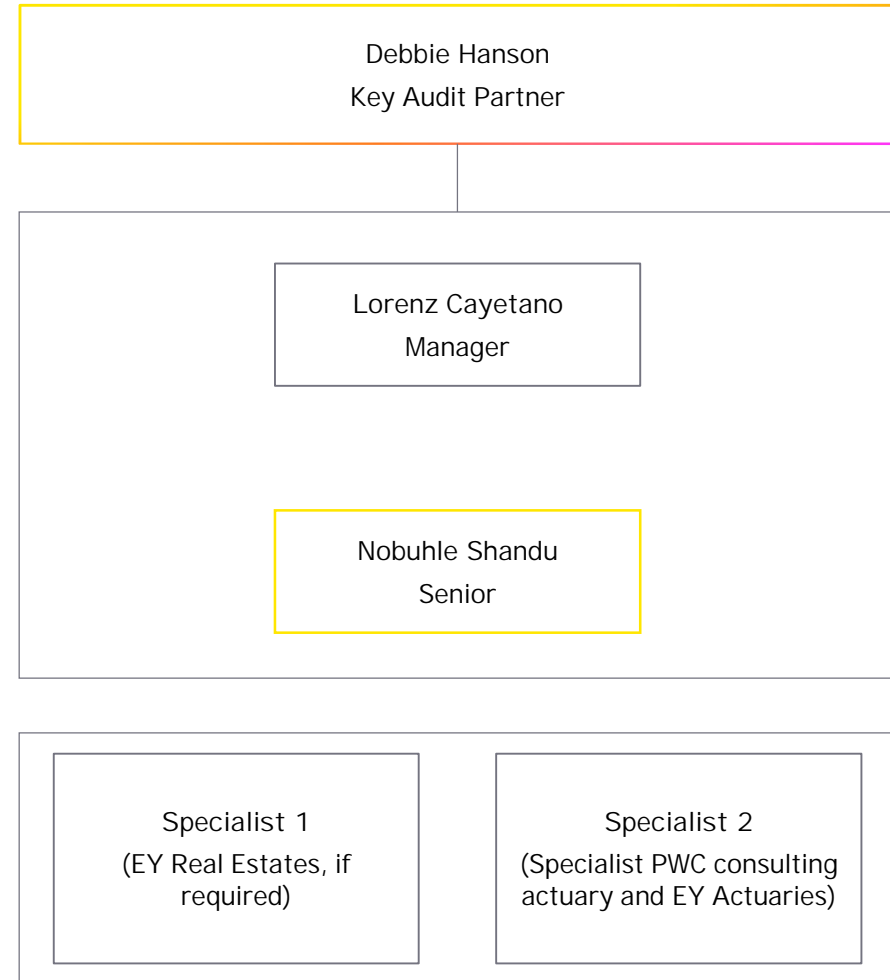 Debbie Hanson
Key Audit Partner
Lorenz Cayetano
Manager
Nobuhle Shandu
Senior
Specialist 1
(EY Real Estates, if
required)
Specialist 2
(Specialist PWC consulting
actuary and EY Actuaries)